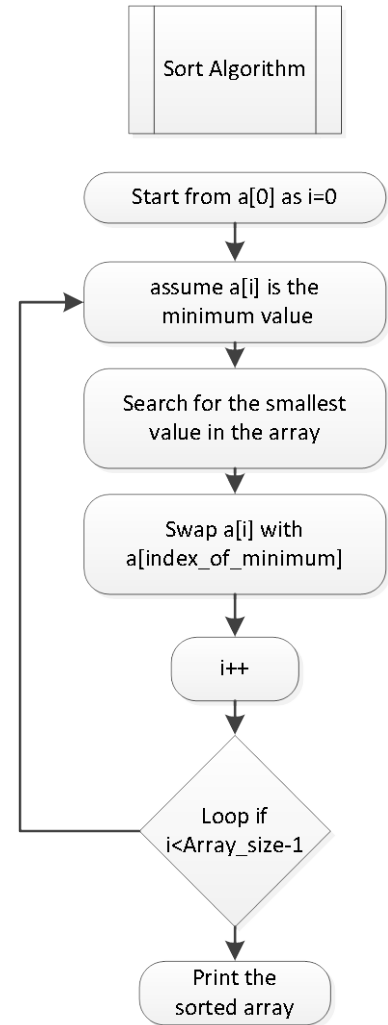 Sort Algorithm
Start from a[0] as i=0
assume a[i] is the
minimum value
Search for the smallest
value in the array
Swap a[i] with
a[index_of_minimum]
i++
Loop if
i<Array_size-1
Print the
sorted array